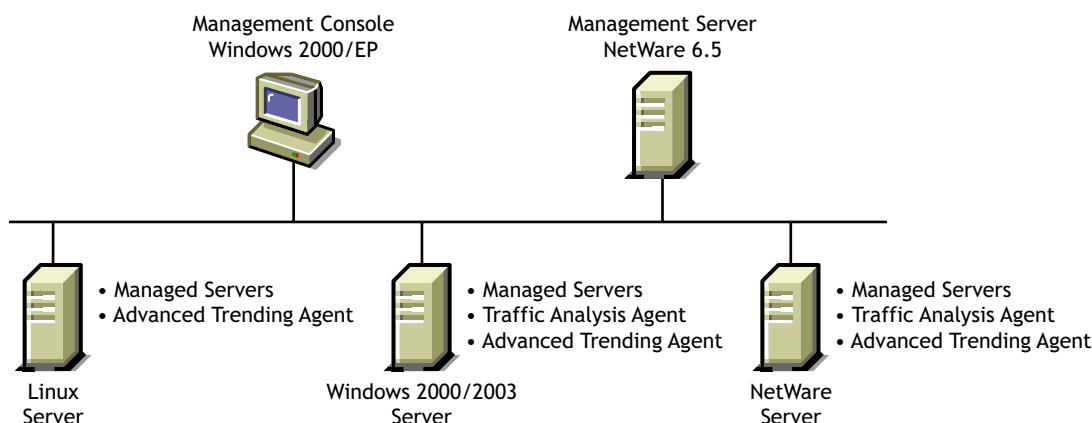 Management Console
Windows 2000/EP
Management Server
NetWare 6.5
• Managed Servers
• Advanced Trending Agent
Linux
Server
• Managed Servers
• Traffic Analysis Agent
• Advanced Trending Agent
Windows 2000/2003
Server
• Managed Servers
• Traffic Analysis Agent
• Advanced Trending Agent
NetWare
Server